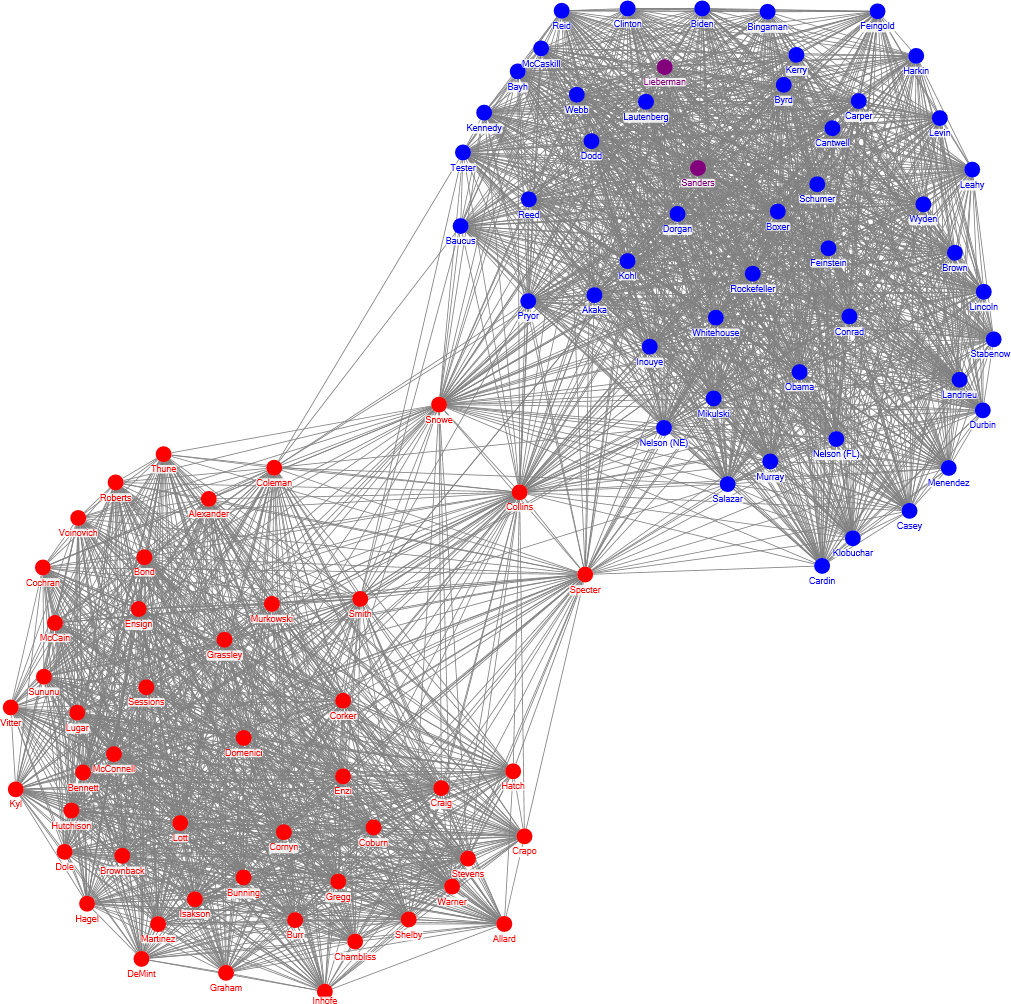 Reid
Clinton
Biden
Bingaman
Feingold
McCaskill
Lieberman
Kerry
Harkin
Bayh
Webb
Lautenberg
Byrd
Carper
Kennedy
Levin
Dodd
Cantwell
Tester
Sanders
Leahy
Reed
Schumer
Dorgan
Boxer
Wyden
Baucus
Feinstein
Brown
Kohl
Rockefeller
Lincoln
Akaka
Pryor
Whitehouse
Conrad
Stabenow
Inouye
Obama
Landrieu
Mikulski
Snowe
Durbin
Nelson (NE)
Nelson (FL)
Thune
Murray
Menendez
Coleman
Roberts
Salazar
Alexander
Collins
Voinovich
Casey
Klobuchar
Bond
Cochran
Cardin
Specter
Smith
Murkowski
Ensign
McCain
Grassley
Sununu
Sessions
Corker
Vitter
Lugar
Domenici
McConnell
Bennett
Hatch
Enzi
Craig
Kyl
Hutchison
Lott
Cornyn
Coburn
Crapo
Dole
Brownback
Stevens
Bunning
Gregg
Warner
Isakson
Hagel
Burr
Shelby
Martinez
Allard
Chambliss
DeMint
Graham
Inhofe